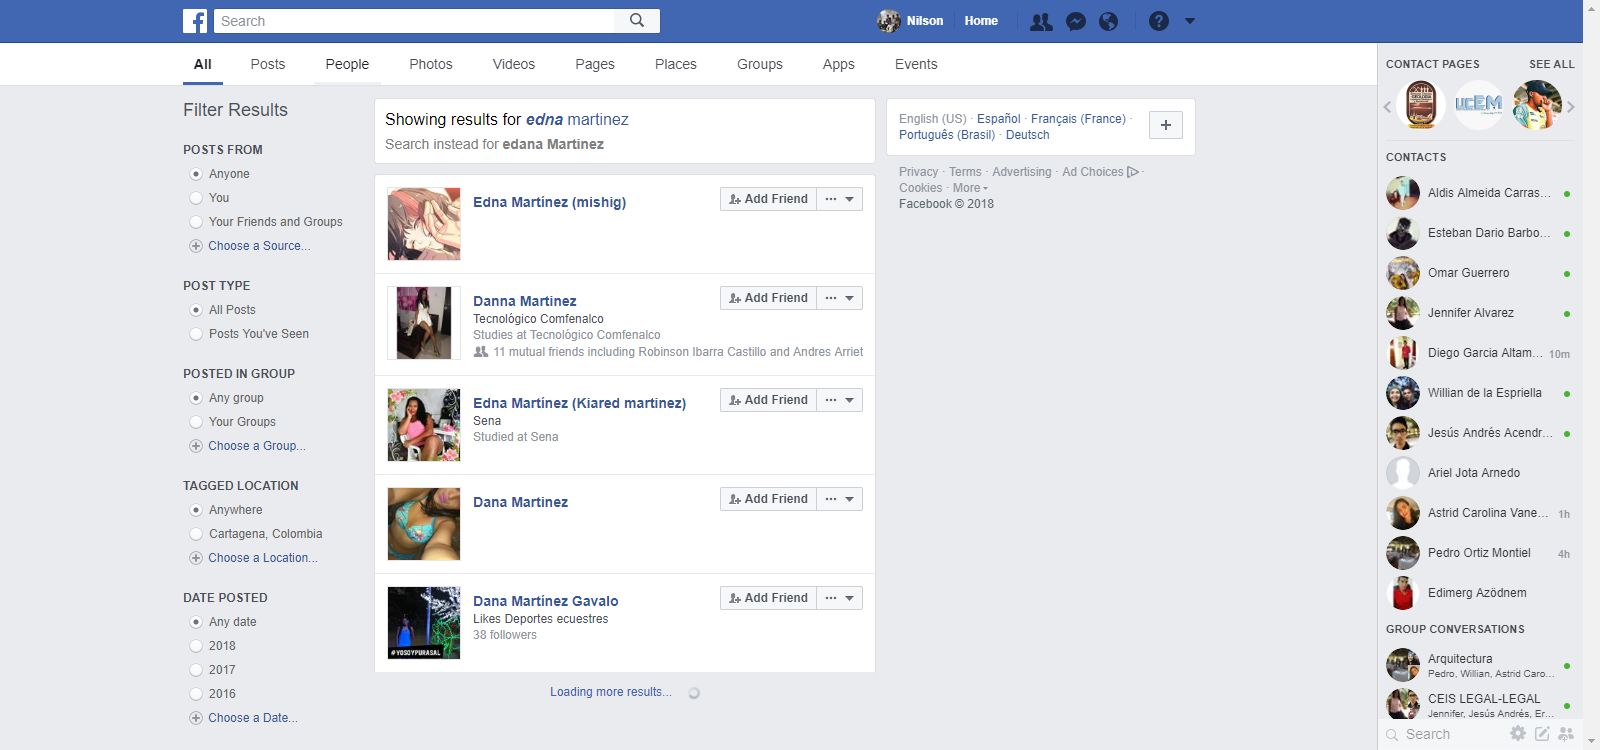 Search
Nilson
Home
All
Posts
People
Photos
Videos
Pages
Places
Groups
Apps
Events
Filter Results
POSTS FROM
Anyone
You
Your Friends and Groups
Choose a Source...
POST TYPE
All Posts
Posts You've Seen
POSTED IN GROUP
Any group
Your Groups
Choose a Group...
TAGGED LOCATION
Anywhere
Cartagena, Colombia
Choose a Location...
DATE POSTED
Any date
2018
2017
2016
Choose a Date...
Showing results for edna martinez
Search instead for edana Martinez
Edna Martínez (mishig)
Add Friend
Danna Martinez
Add Friend
Tecnológico Comfenalco
Studies at Tecnológico Comfenalco
11 mutual friends including Robinson Ibarra Castillo and Andres Arriet
Edna Martínez (Kiared martinez)
Add Friend
Sena
Studied at Sena
Dana Martinez
Add Friend
#YOSOYPURASAL
Dana Martínez Gavalo
Add Friend
Likes Deportes ecuestres
38 followers
Loading more results...
English (US) · Español · Français (France) ·
Português (Brasil) · Deutsch
Privacy · Terms · Advertising · Ad Choices ·
Cookies · More
Facebook © 2018
CONTACT PAGES
SEE ALL
UCEM
CONTACTS
Aldis Almeida Carras...
Esteban Dario Barbo...
Omar Guerrero
Jennifer Alvarez
Diego Garcia Altam... 10m
Willian de la Espriella
Jesús Andrés Acendr...
Ariel Jota Arnedo
Astrid Carolina Vane... 1h
Pedro Ortiz Montiel 4h
Edimerg Azödnem
GROUP CONVERSATIONS
Arquitectura
Pedro, Willian, Astrid Caro...
CEIS LEGAL-LEGAL
Jennifer, Jesús Andrés, Er...
Search